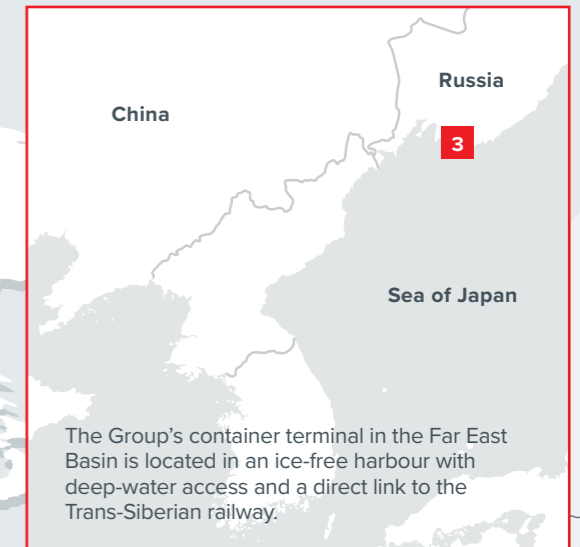 Russia
China
3
Sea of Japan
The Group’s container terminal in the Far East
Basin is located in an ice-free harbour with
deep-water access and a direct link to the
Trans-Siberian railway.